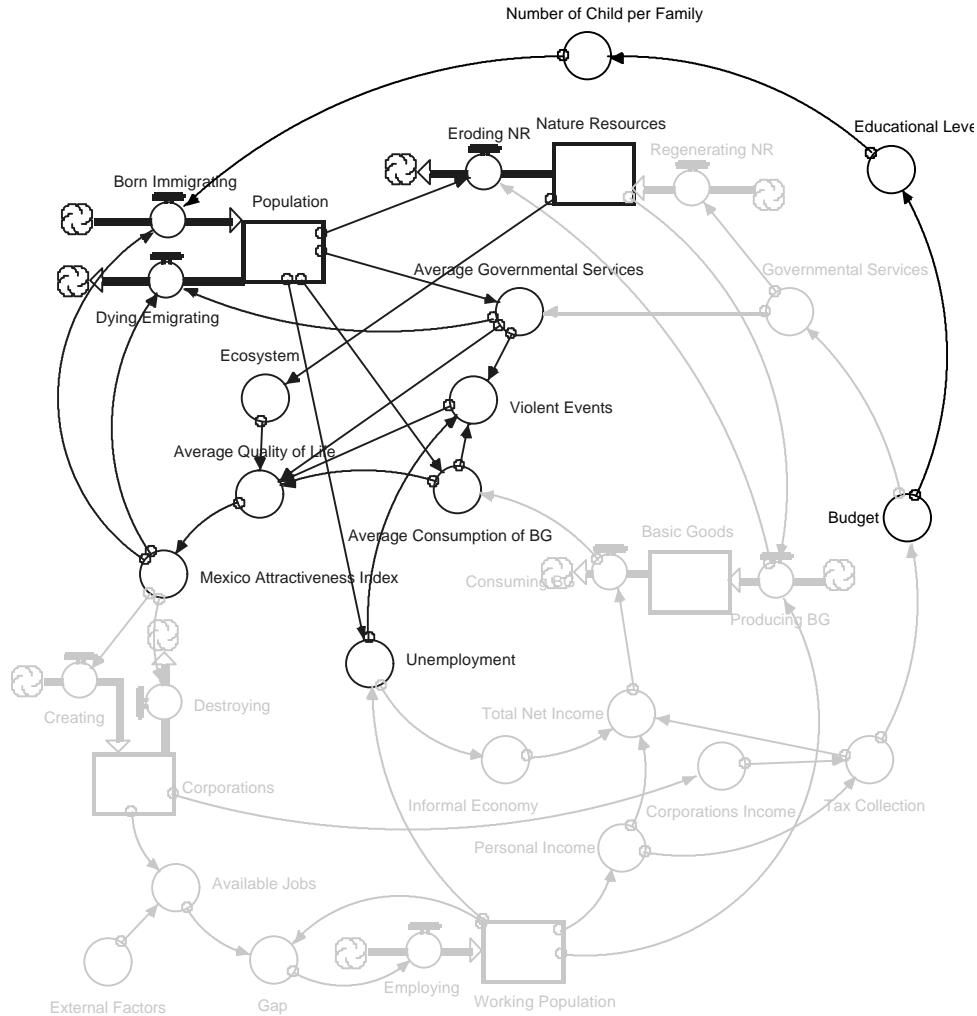 Number of Child per Family
Educational Leve
Nature Resources
Eroding NR
Regenerating NR
Born Immigrating
Population
Average Governmental Services
Governmental Services
Dying Emigrating
Ecosystem
Violent Events
Average Quality of Life
Budget
Average Consumption of BG
Basic Goods
Mexico Attractiveness Index
Consuming BG
Producing BG
Unemployment
Destroying
Total Net Income
Creating
Corporations
Informal Economy
Corporations Income
Tax Collection
Personal Income
Available Jobs
Employing
External Factors
Gap
Working Population